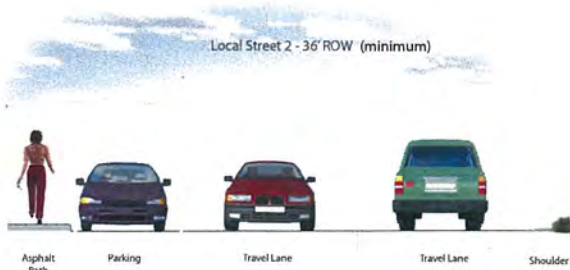 Local Street 2 - 36' ROW (minimum)
Asphalt
Path
Parking
Travel Lane
Travel Lane
Shoulder